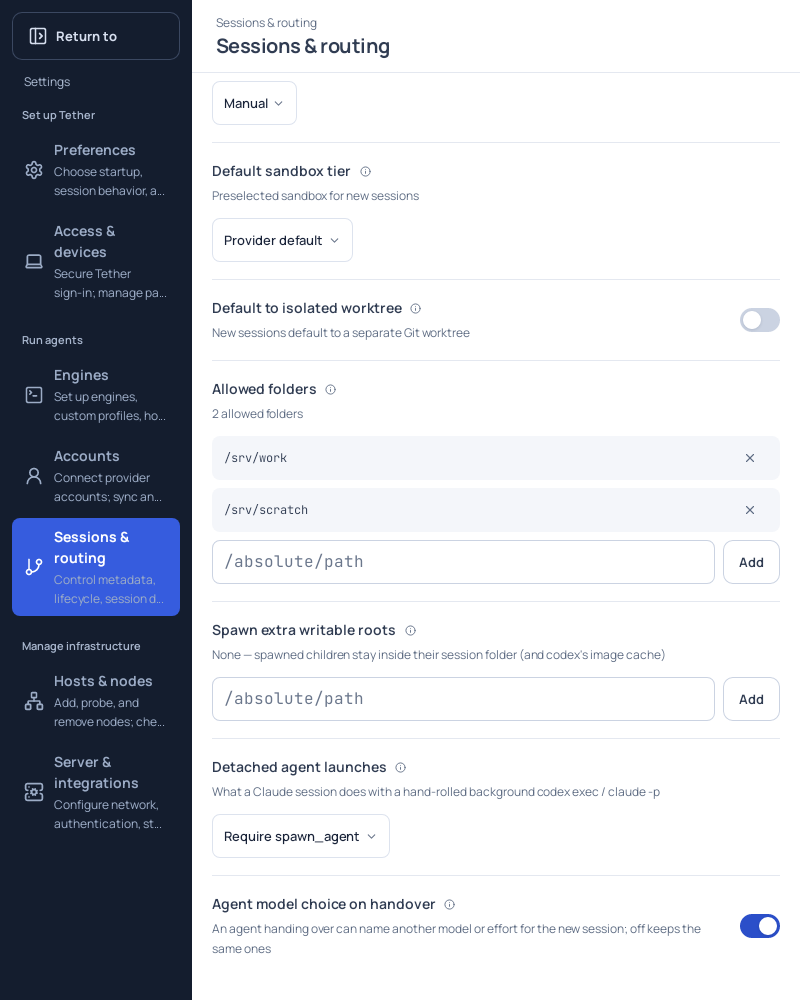 Return to
Settings
Set up Tether
Preferences
Choose startup,
session behavior, a...
Access &
devices
Secure Tether
sign-in; manage pa...
Run agents
Engines
Set up engines,
custom profiles, ho...
Accounts
Connect provider
accounts; sync an...
Sessions &
routing
Control metadata,
lifecycle, session d...
Manage infrastructure
Hosts & nodes
Add, probe, and
remove nodes; che...
Server &
integrations
Configure network,
authentication, st...
Sessions & routing
Sessions & routing
Manual
Default sandbox tier
Preselected sandbox for new sessions
Provider default
Default to isolated worktree
New sessions default to a separate Git worktree
Allowed folders
2 allowed folders
/srv/work
/srv/scratch
/absolute/path
Add
Spawn extra writable roots
None — spawned children stay inside their session folder (and codex's image cache)
/absolute/path
Add
Detached agent launches
What a Claude session does with a hand-rolled background codex exec / claude -p
Require spawn_agent
Agent model choice on handover
An agent handing over can name another model or effort for the new session; off keeps the
same ones